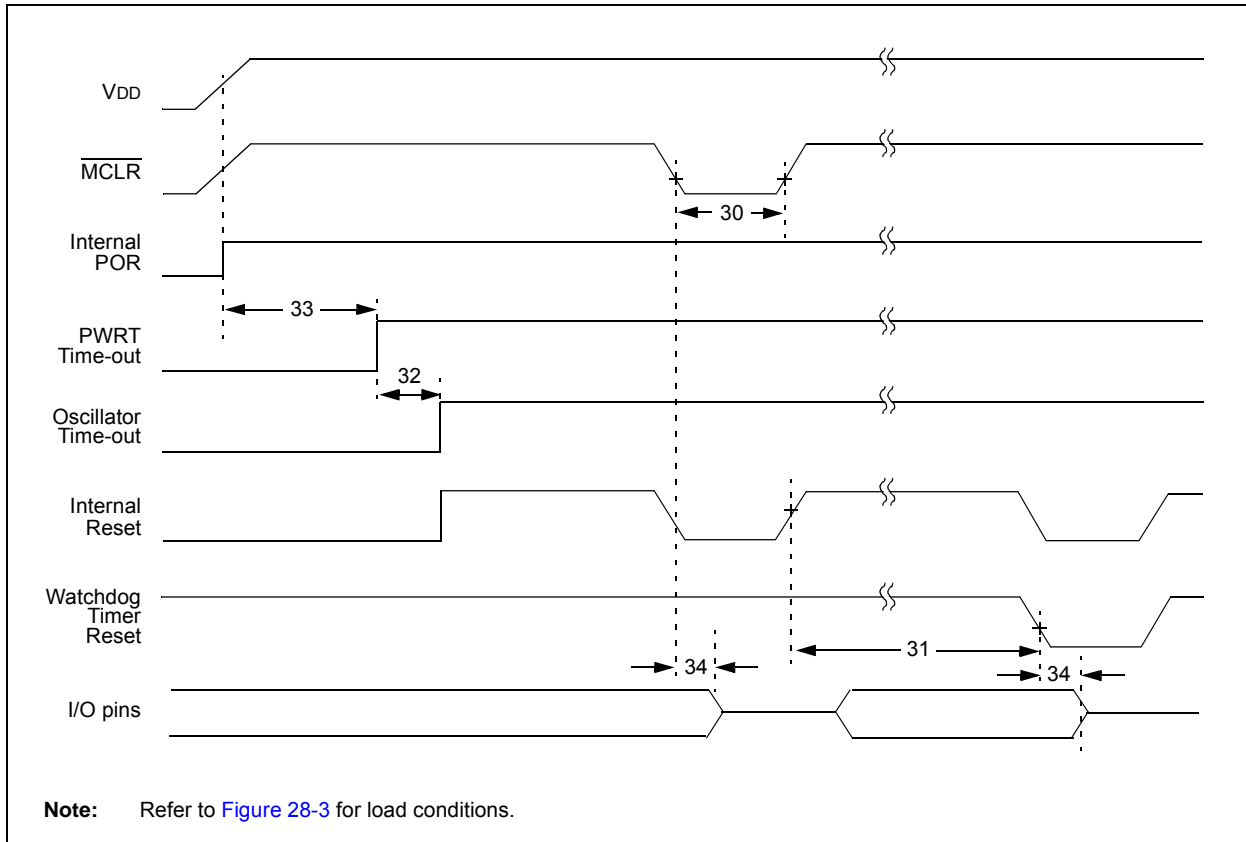 VDD
MCLR
30
Internal
POR
33
PWRT
Time-out
32
Oscillator
Time-out
Internal
Reset
Watchdog
Timer
Reset
31
34
34
I/O pins
Note: Refer to Figure 28-3 for load conditions.